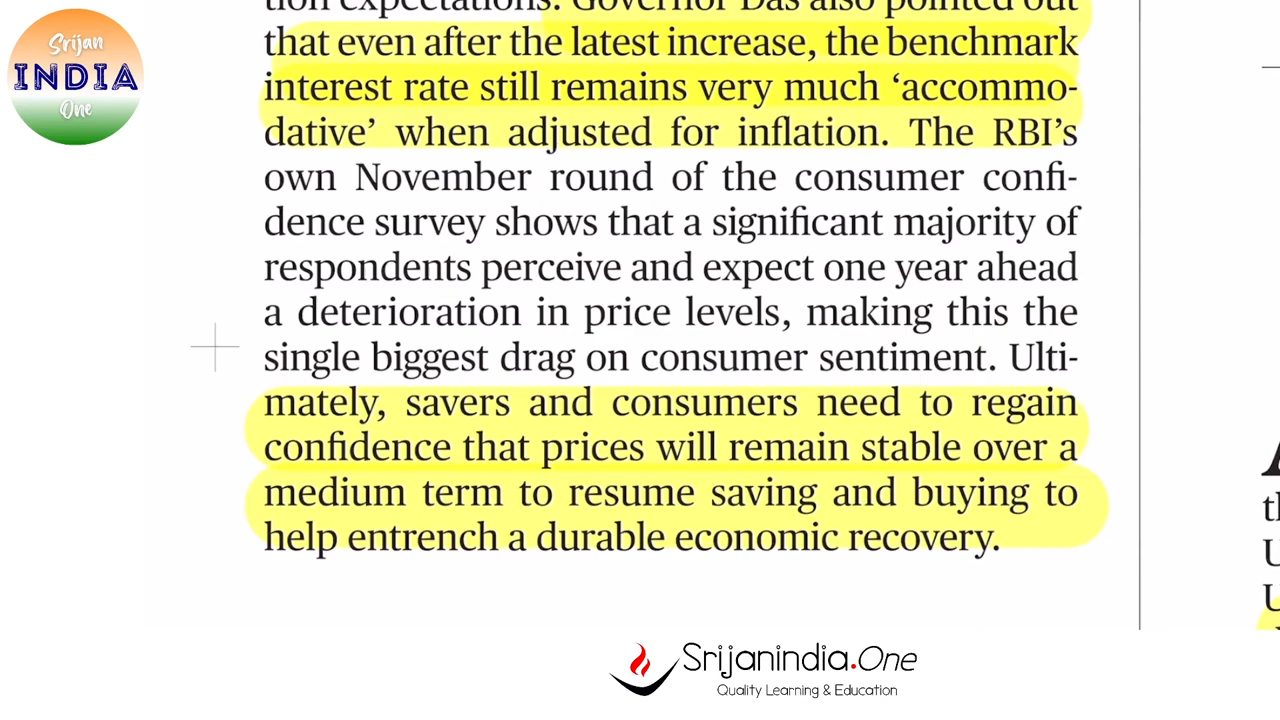 Srijan
INDIA
One
tion expectations. Governor Das also pointed out
that even after the latest increase, the benchmark
interest rate still remains very much ‘accommo-
dative’ when adjusted for inflation. The RBI’s
own November round of the consumer confi-
dence survey shows that a significant majority of
respondents perceive and expect one year ahead
a deterioration in price levels, making this the
single biggest drag on consumer sentiment. Ulti-
mately, savers and consumers need to regain
confidence that prices will remain stable over a
medium term to resume saving and buying to
help entrench a durable economic recovery.
Srijanindia.One
Quality Learning & Education